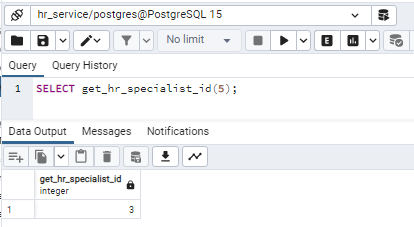 hr_service/postgres@PostgreSQL 15
No limit
E
Query
Query History
1
SELECT get_hr_specialist_id(5);
Data Output
Messages
Notifications
get_hr_specialist_id
integer
1
3